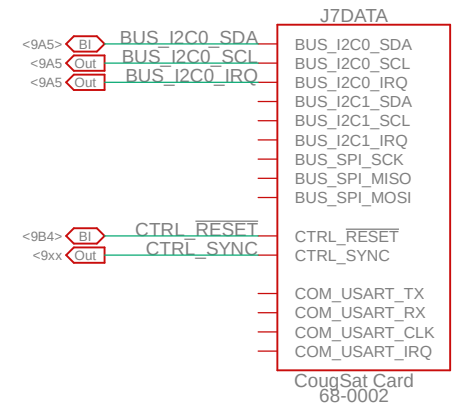 J7DATA
<9A5> BI BUS_I2C0_SDA BUS_I2C0_SDA
<9A5 Out BUS_I2C0_SCL BUS_I2C0_SCL
<9A5 Out BUS_I2C0_IRQ BUS_I2C0_IRQ
BUS_I2C1_SDA
BUS_I2C1_SCL
BUS_I2C1_IRQ
BUS_SPI_SCK
BUS_SPI_MISO
BUS_SPI_MOSI
<9B4> BI CTRL_RESET CTRL_RESET
<9xx Out CTRL_SYNC CTRL_SYNC
COM_USART_TX
COM_USART_RX
COM_USART_CLK
COM_USART_IRQ
CougSat Card
68-0002